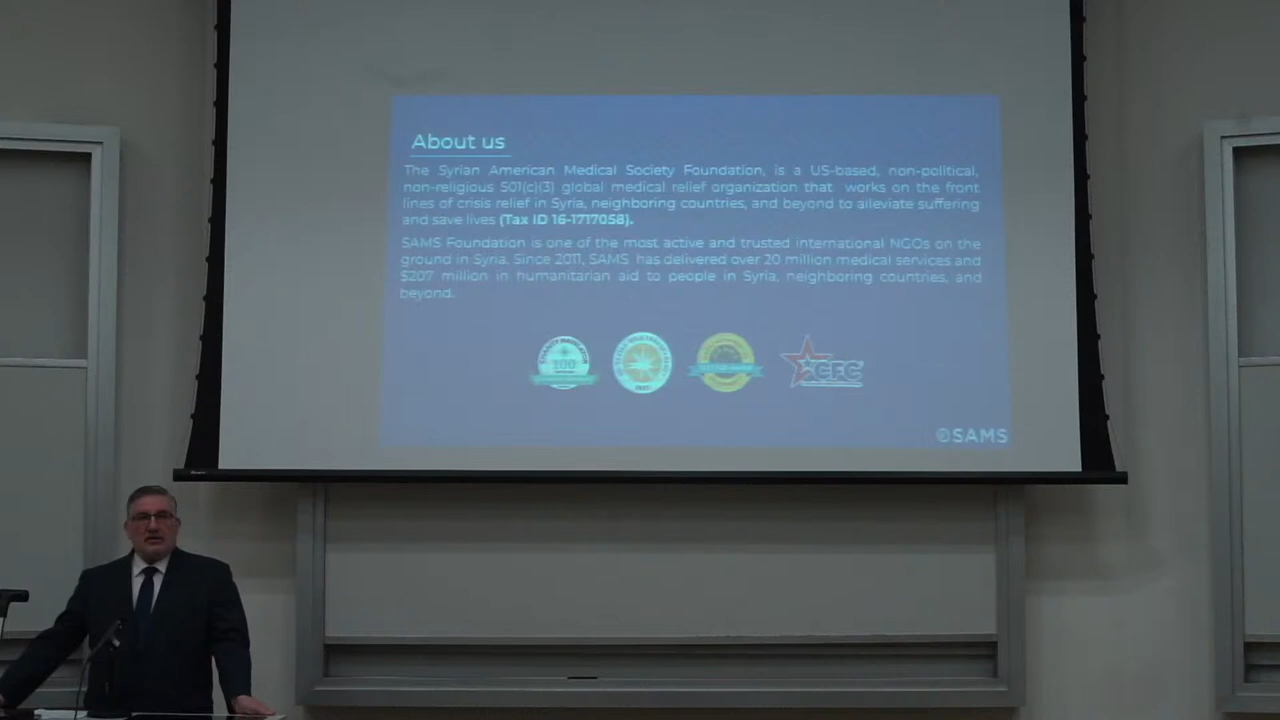 About us
The Syrian American Medical Society Foundation, is a US-based, non-political,
non-religious 501(c)(3) global medical relief organization that works on the front
lines of crisis relief in Syria, neighboring countries, and beyond to alleviate suffering
and save lives (Tax ID 16-1717058).
SAMS Foundation is one of the most active and trusted international NGOs on the
ground in Syria. Since 2011, SAMS has delivered over 20 million medical services and
$207 million in humanitarian aid to people in Syria, neighboring countries, and
beyond.
100
CFC
SAMS